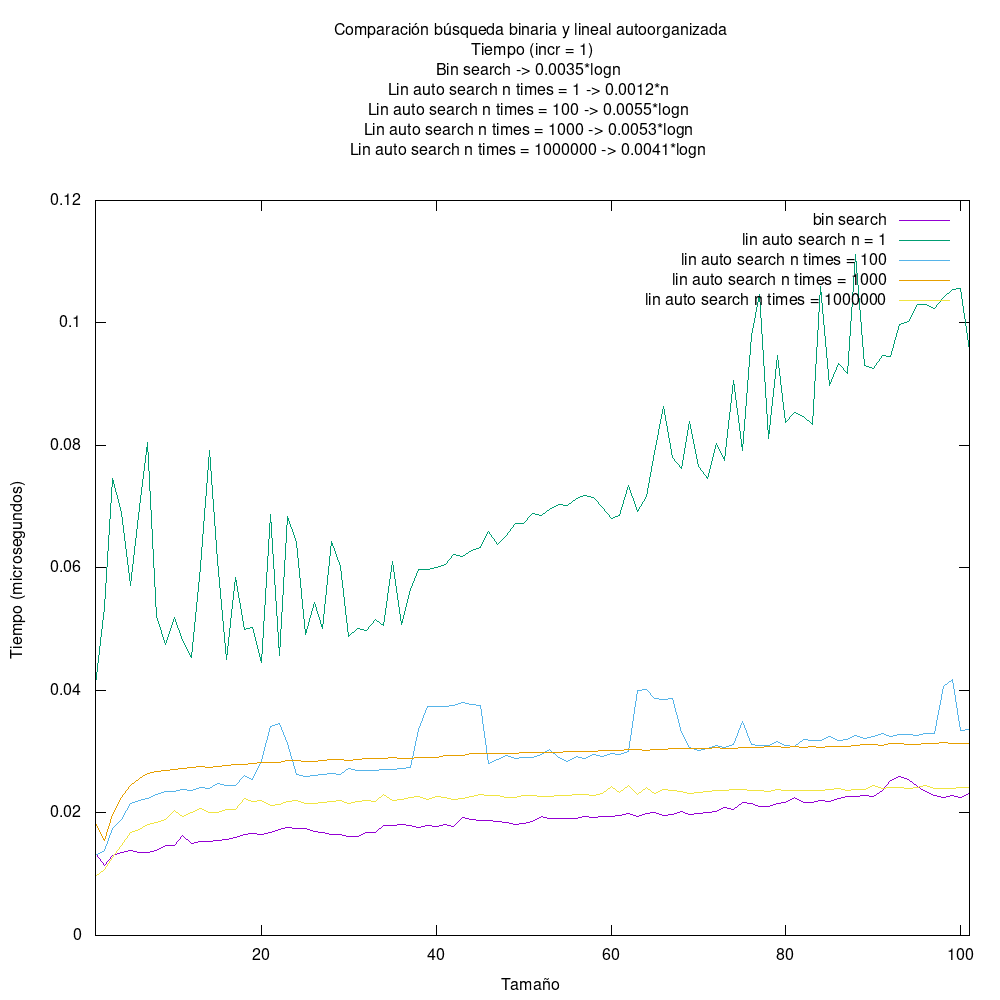 Comparación búsqueda binaria y lineal autoorganizada
Tiempo (incr = 1)
Bin search -> 0.0035*logn
Lin auto search n times = 1 -> 0.0012*n
Lin auto search n times = 100 -> 0.0055*logn
Lin auto search n times = 1000 -> 0.0053*logn
Lin auto search n times = 1000000 -> 0.0041*logn
bin search
lin auto search n = 1
lin auto search n times = 100
lin auto search n times = 1000
lin auto search n times = 1000000
0.12
0.1
0.08
0.06
0.04
0.02
0
Tiempo (microsegundos)
20
40
60
80
100
Tamaño